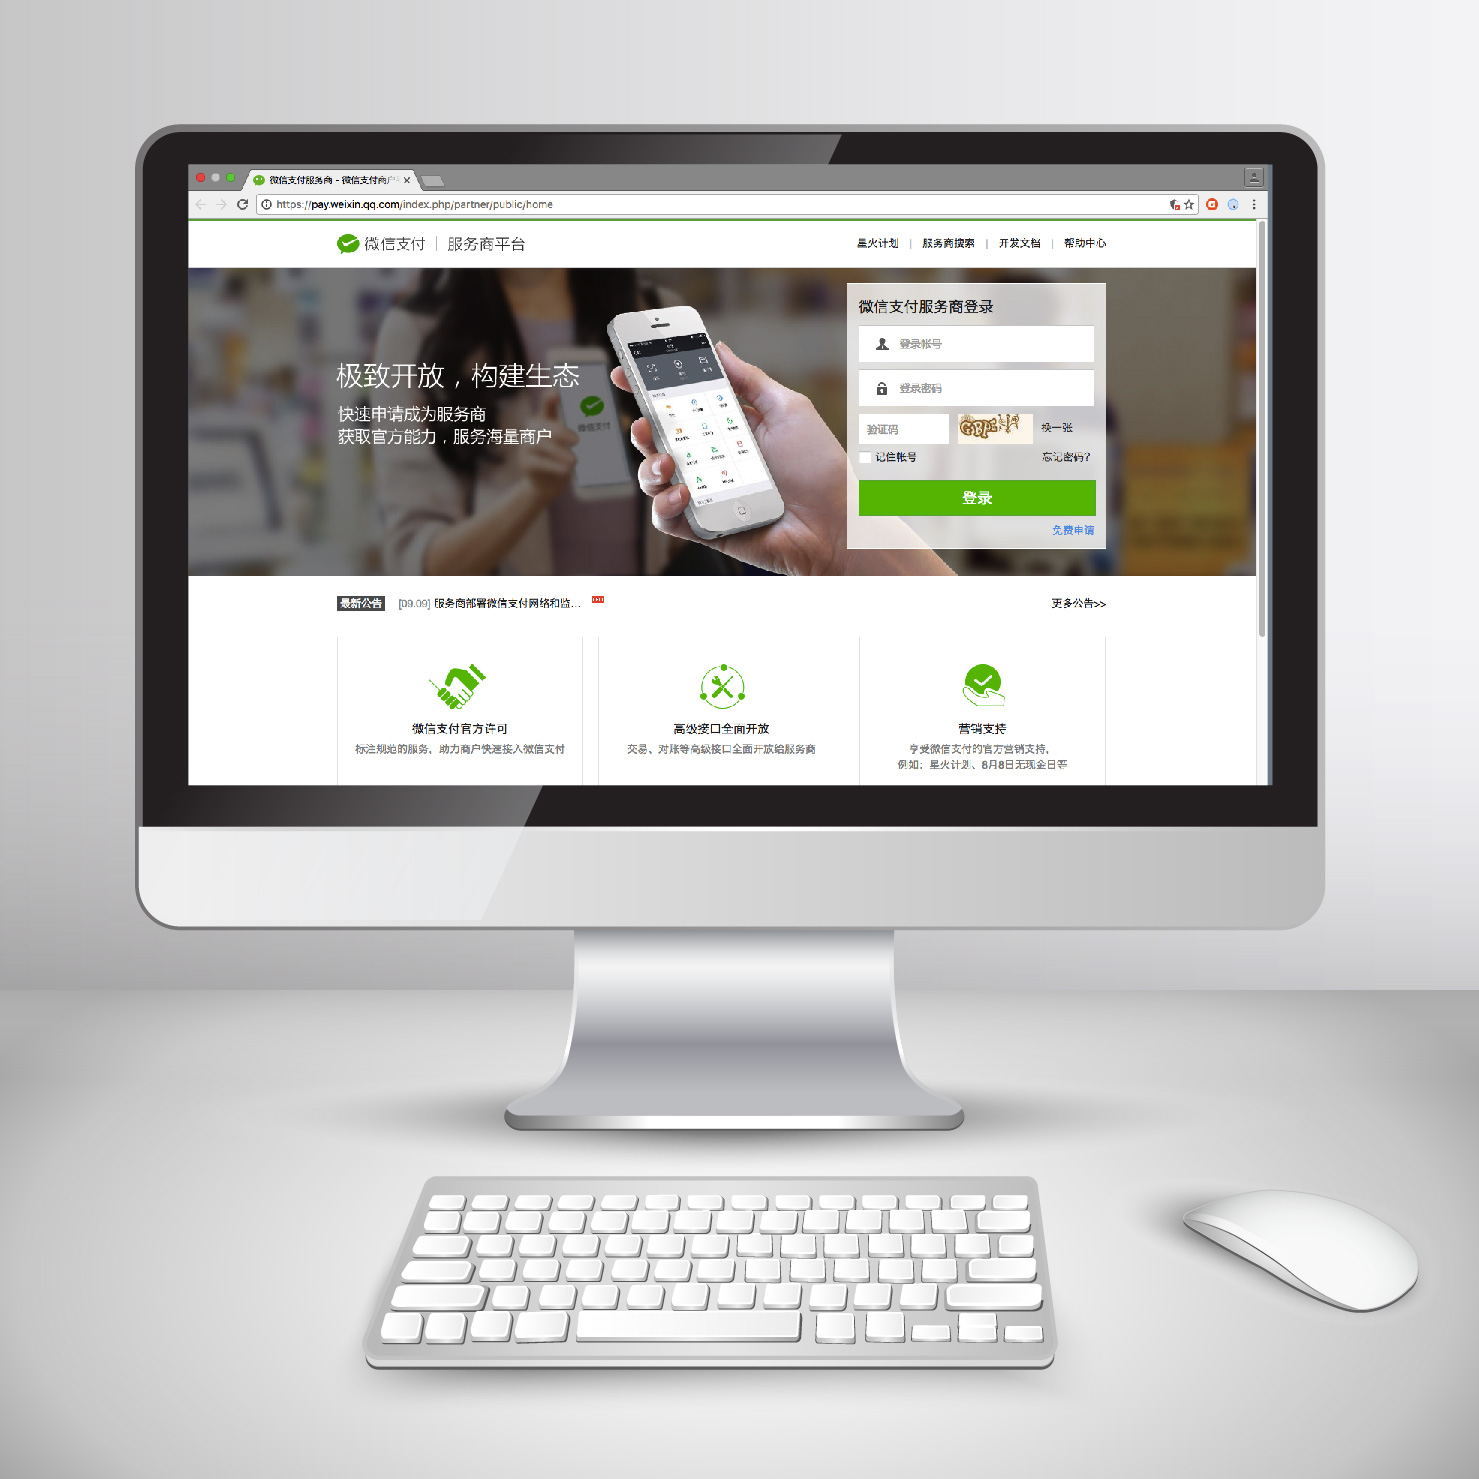 微信支付服务商 - 微信支付商户
https://pay.weixin.qq.com/index.php/partner/public/home
微信支付 | 服务商平台
星火计划 | 服务商搜索 | 开发文档 | 帮助中心
极致开放，构建生态
快速申请成为服务商
获取官方能力，服务海量商户
微信支付
微信支付服务商登录
登录帐号
登录密码
验证码
换一张
记住帐号
忘记密码?
登录
免费申请
最新公告 [09.09] 服务商部署微信支付网络和监...
更多公告>>
微信支付官方许可
标注规范的服务，助力商户快速接入微信支付
高级接口全面开放
交易、对账等高级接口全面开放给服务商
营销支持
享受微信支付的官方营销支持，
例如：星火计划、8月8日无现金日等